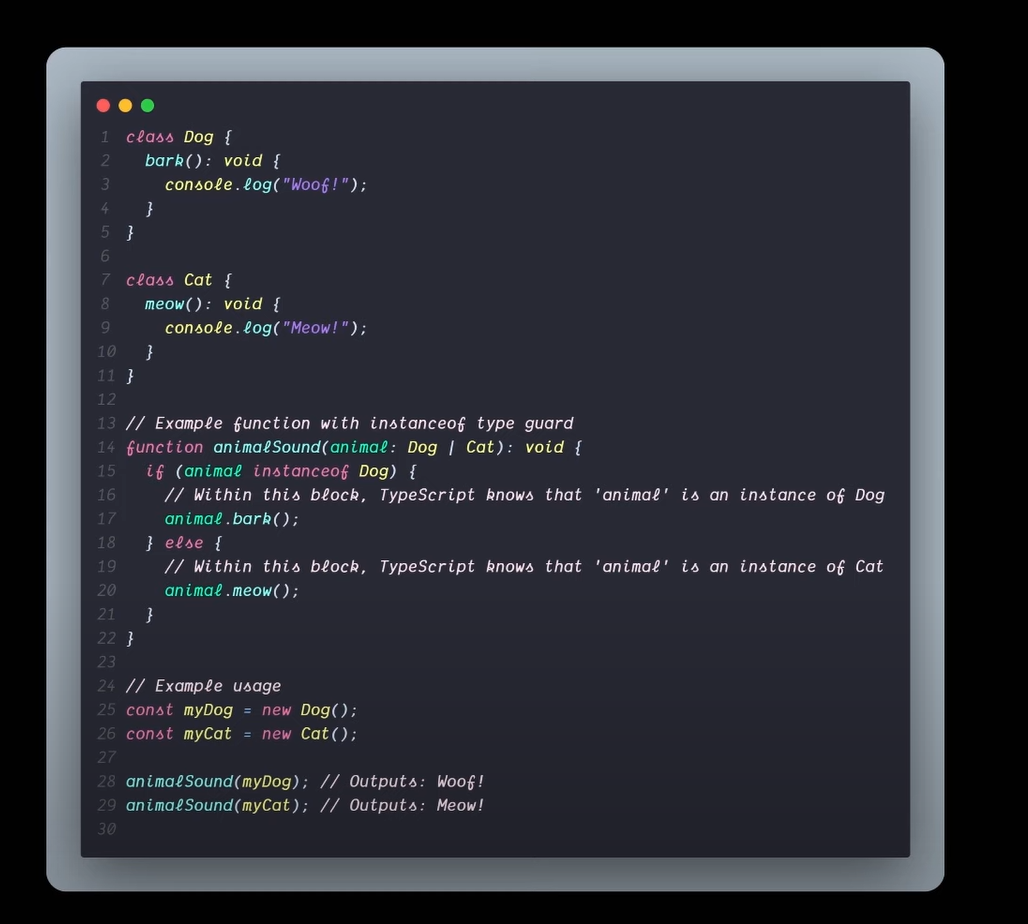 1 class Dog {
2   bark(): void {
3     console.log("Woof!");
4   }
5 }
6
7 class Cat {
8   meow(): void {
9     console.log("Meow!");
10   }
11 }
12
13 // Example function with instanceof type guard
14 function animalSound(animal: Dog | Cat): void {
15   if (animal instanceof Dog) {
16     // Within this block, TypeScript knows that 'animal' is an instance of Dog
17     animal.bark();
18   } else {
19     // Within this block, TypeScript knows that 'animal' is an instance of Cat
20     animal.meow();
21   }
22 }
23
24 // Example usage
25 const myDog = new Dog();
26 const myCat = new Cat();
27
28 animalSound(myDog); // Outputs: Woof!
29 animalSound(myCat); // Outputs: Meow!
30